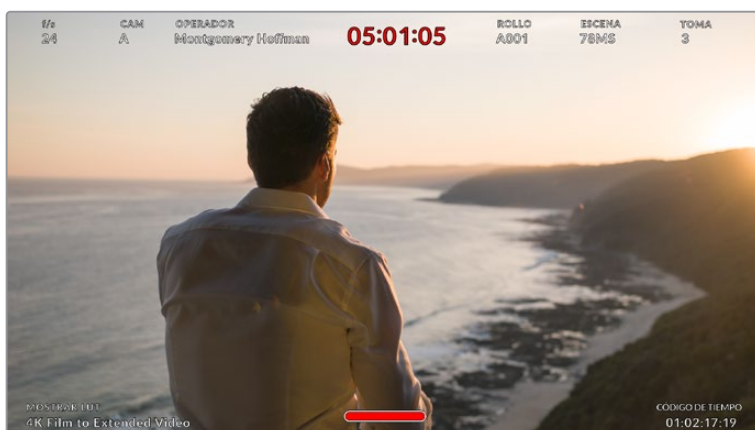 f/s CAM OPERADOR 05:01:05 ROLLO ESCENA TOMA
24 A Montgomery Hoffman A001 78MS 3
MOSTRAR LUT CÓDIGO DE TIEMPO
4K Film to Extended Video 01:02:17:19